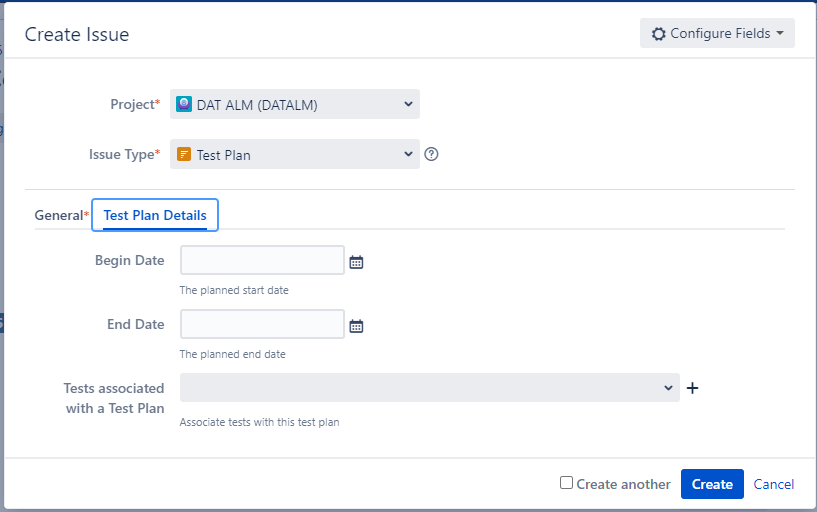 Create Issue
Configure Fields
Project*
DAT ALM (DATALM)
Issue Type*
Test Plan
General*
Test Plan Details
Begin Date
The planned start date
End Date
The planned end date
Tests associated
with a Test Plan
Associate tests with this test plan
Create another
Create
Cancel